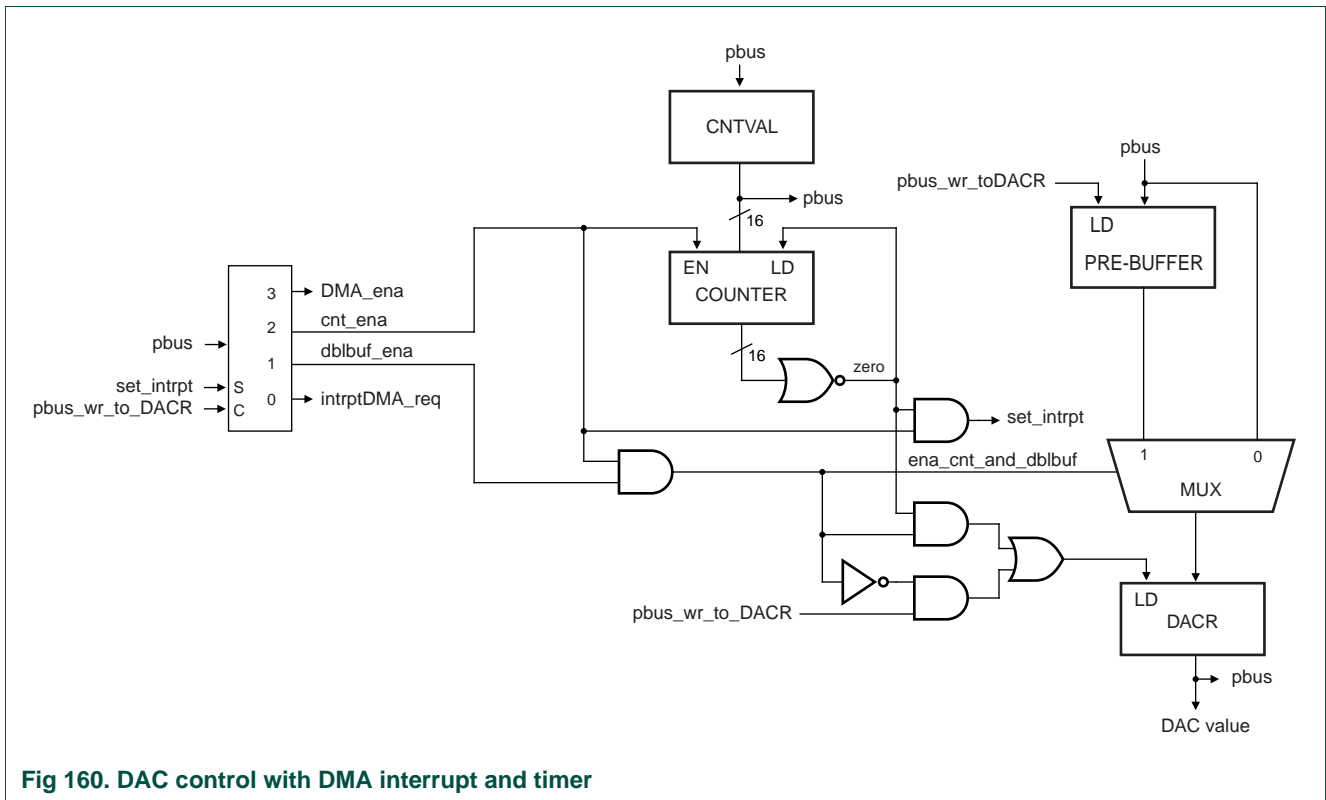 pbus
CNTVAL
pbus
16
pbus
pbus_wr_toDACR
LD
PRE-BUFFER
EN LD
COUNTER
16
zero
3 DMA_ena
2 cnt_ena
1 dblbuf_ena
0 intrptDMA_req
pbus
set_intrpt S
pbus_wr_to_DACR C
set_intrpt
ena_cnt_and_dblbuf
1 0
MUX
pbus_wr_to_DACR
LD
DACR
pbus
DAC value
Fig 160. DAC control with DMA interrupt and timer